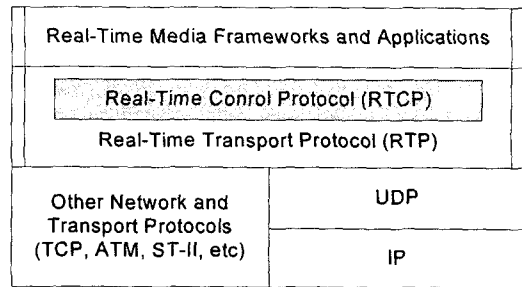 Real-Time Media Frameworks and Applications
Real-Time Conrol Protocol (RTCP)
Real-Time Transport Protocol (RTP)
Other Network and
Transport Protocols
(TCP, ATM, ST-II, etc)
UDP
IP